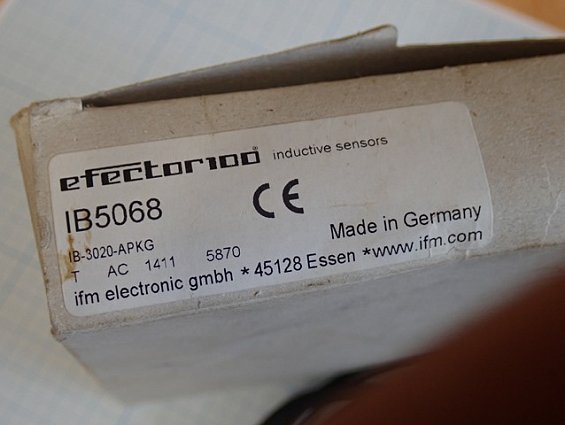 efector100® inductive sensors
IB5068
IB-3020-APKG
T AC 1411 5870
Made in Germany
ifm electronic gmbh * 45128 Essen * www.ifm.com